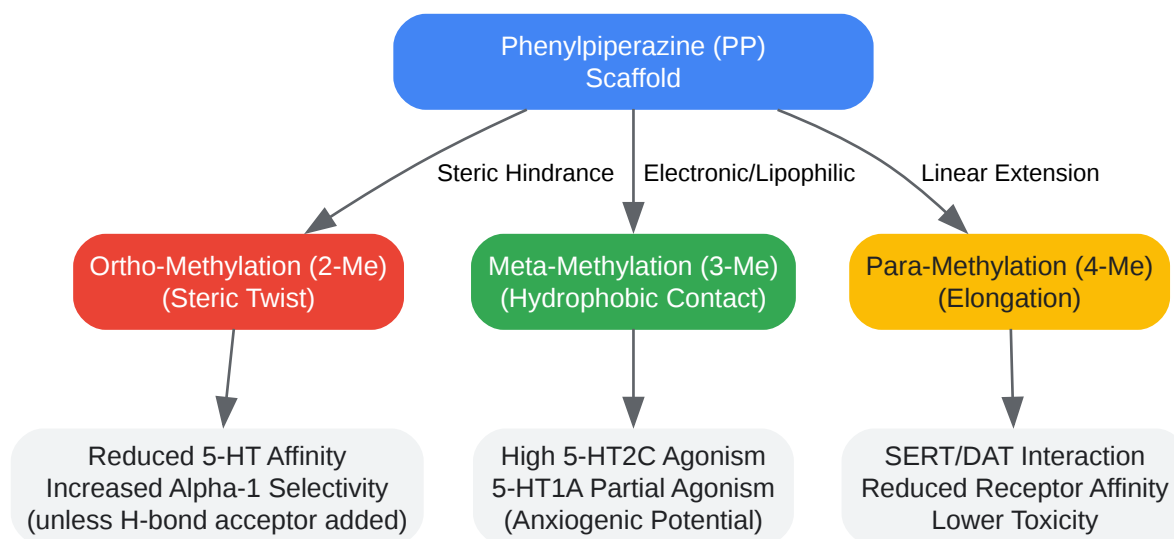 Phenylpiperazine (PP)
Scaffold
Steric Hindrance
Electronic/Lipophilic
Linear Extension
Ortho-Methylation (2-Me)
(Steric Twist)
Meta-Methylation (3-Me)
(Hydrophobic Contact)
Para-Methylation (4-Me)
(Elongation)
Reduced 5-HT Affinity
Increased Alpha-1 Selectivity
(unless H-bond acceptor added)
High 5-HT2C Agonism
5-HT1A Partial Agonism
(Anxiogenic Potential)
SERT/DAT Interaction
Reduced Receptor Affinity
Lower Toxicity